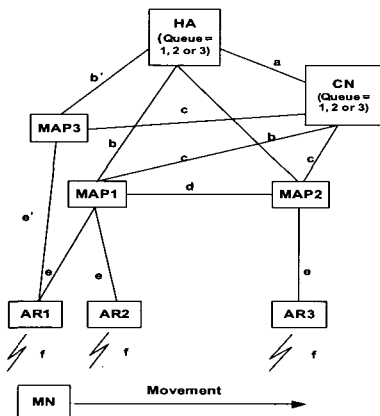 HA
(Queue =
1, 2 or 3)
a
CN
(Queue =
1, 2 or 3)
b'
c
MAP3
b
b
c
c
MAP1
d
MAP2
e'
e
e
e
AR1
AR2
AR3
f
f
f
MN
Movement